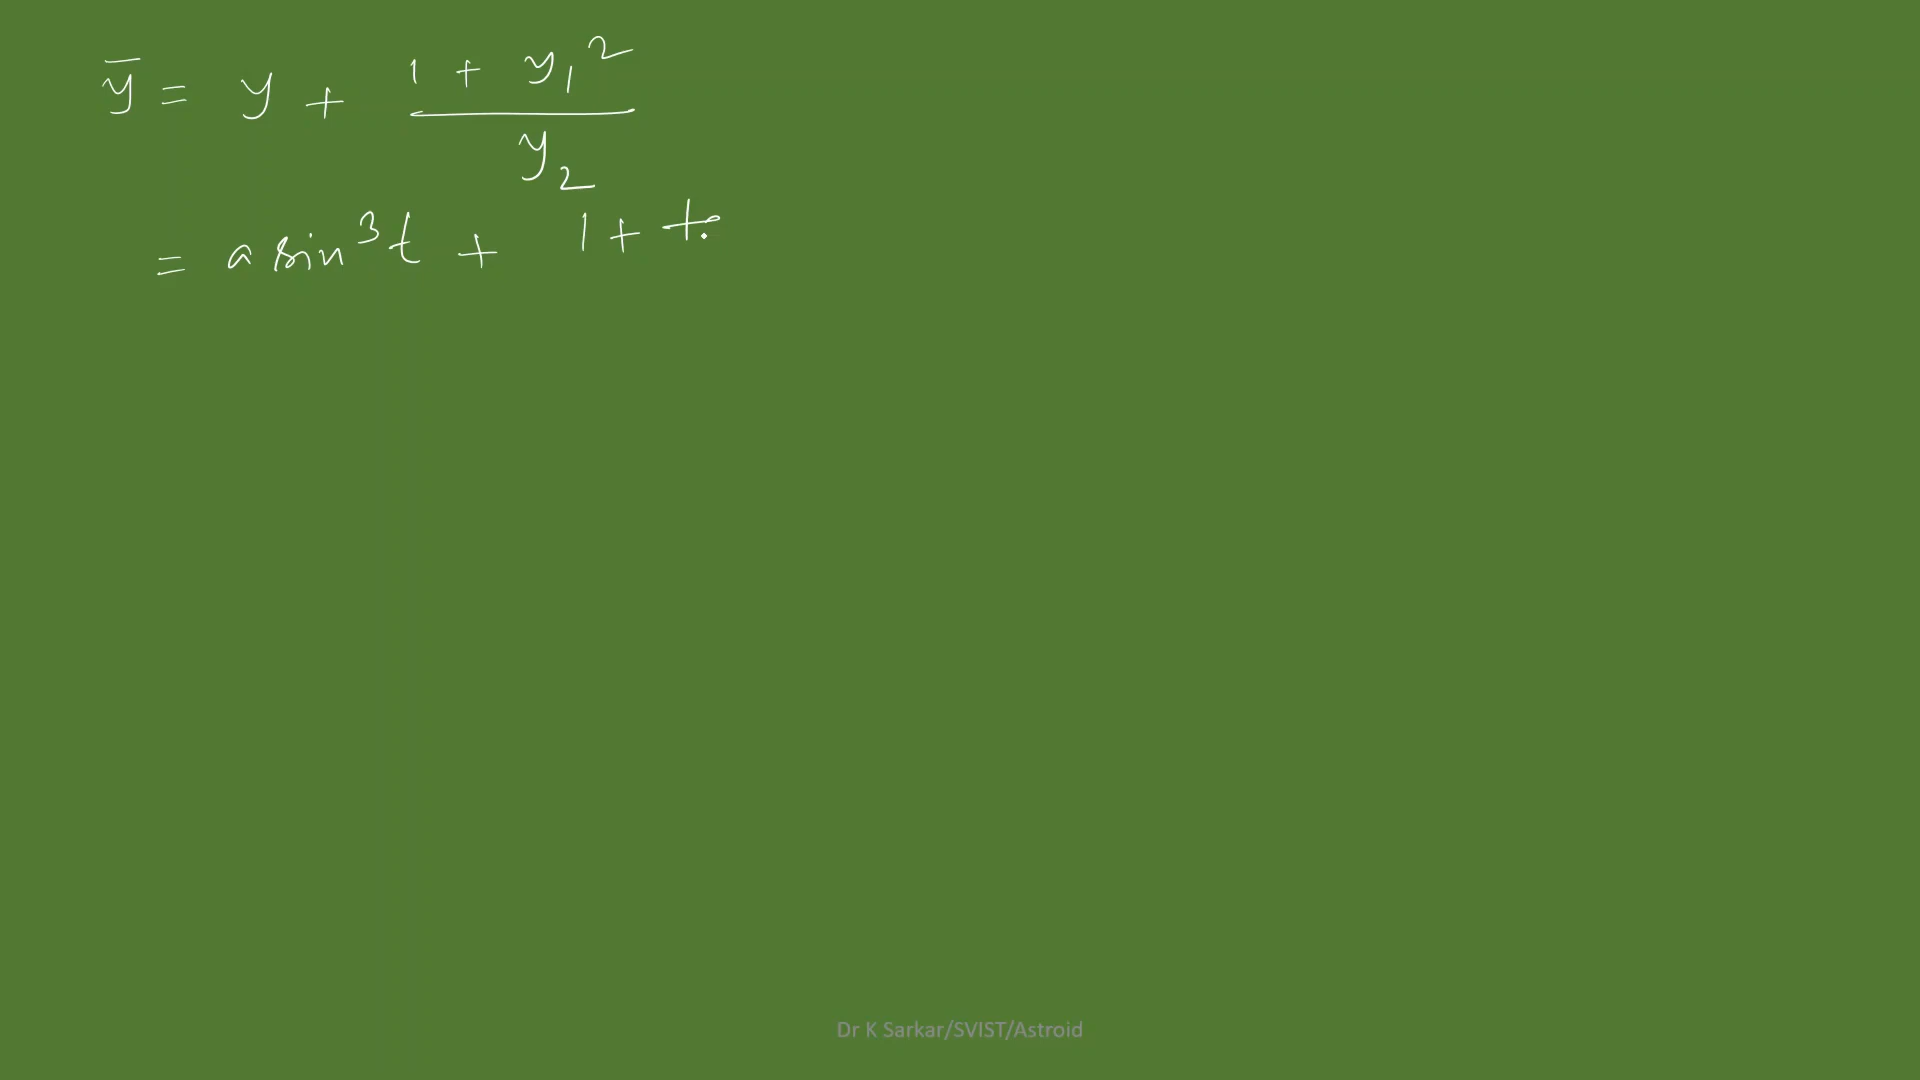 ȳ = y + (1 + y₁²)/y₂
= a sin³t + 1 + t
Dr K Sarkar/SVIST/Astroid